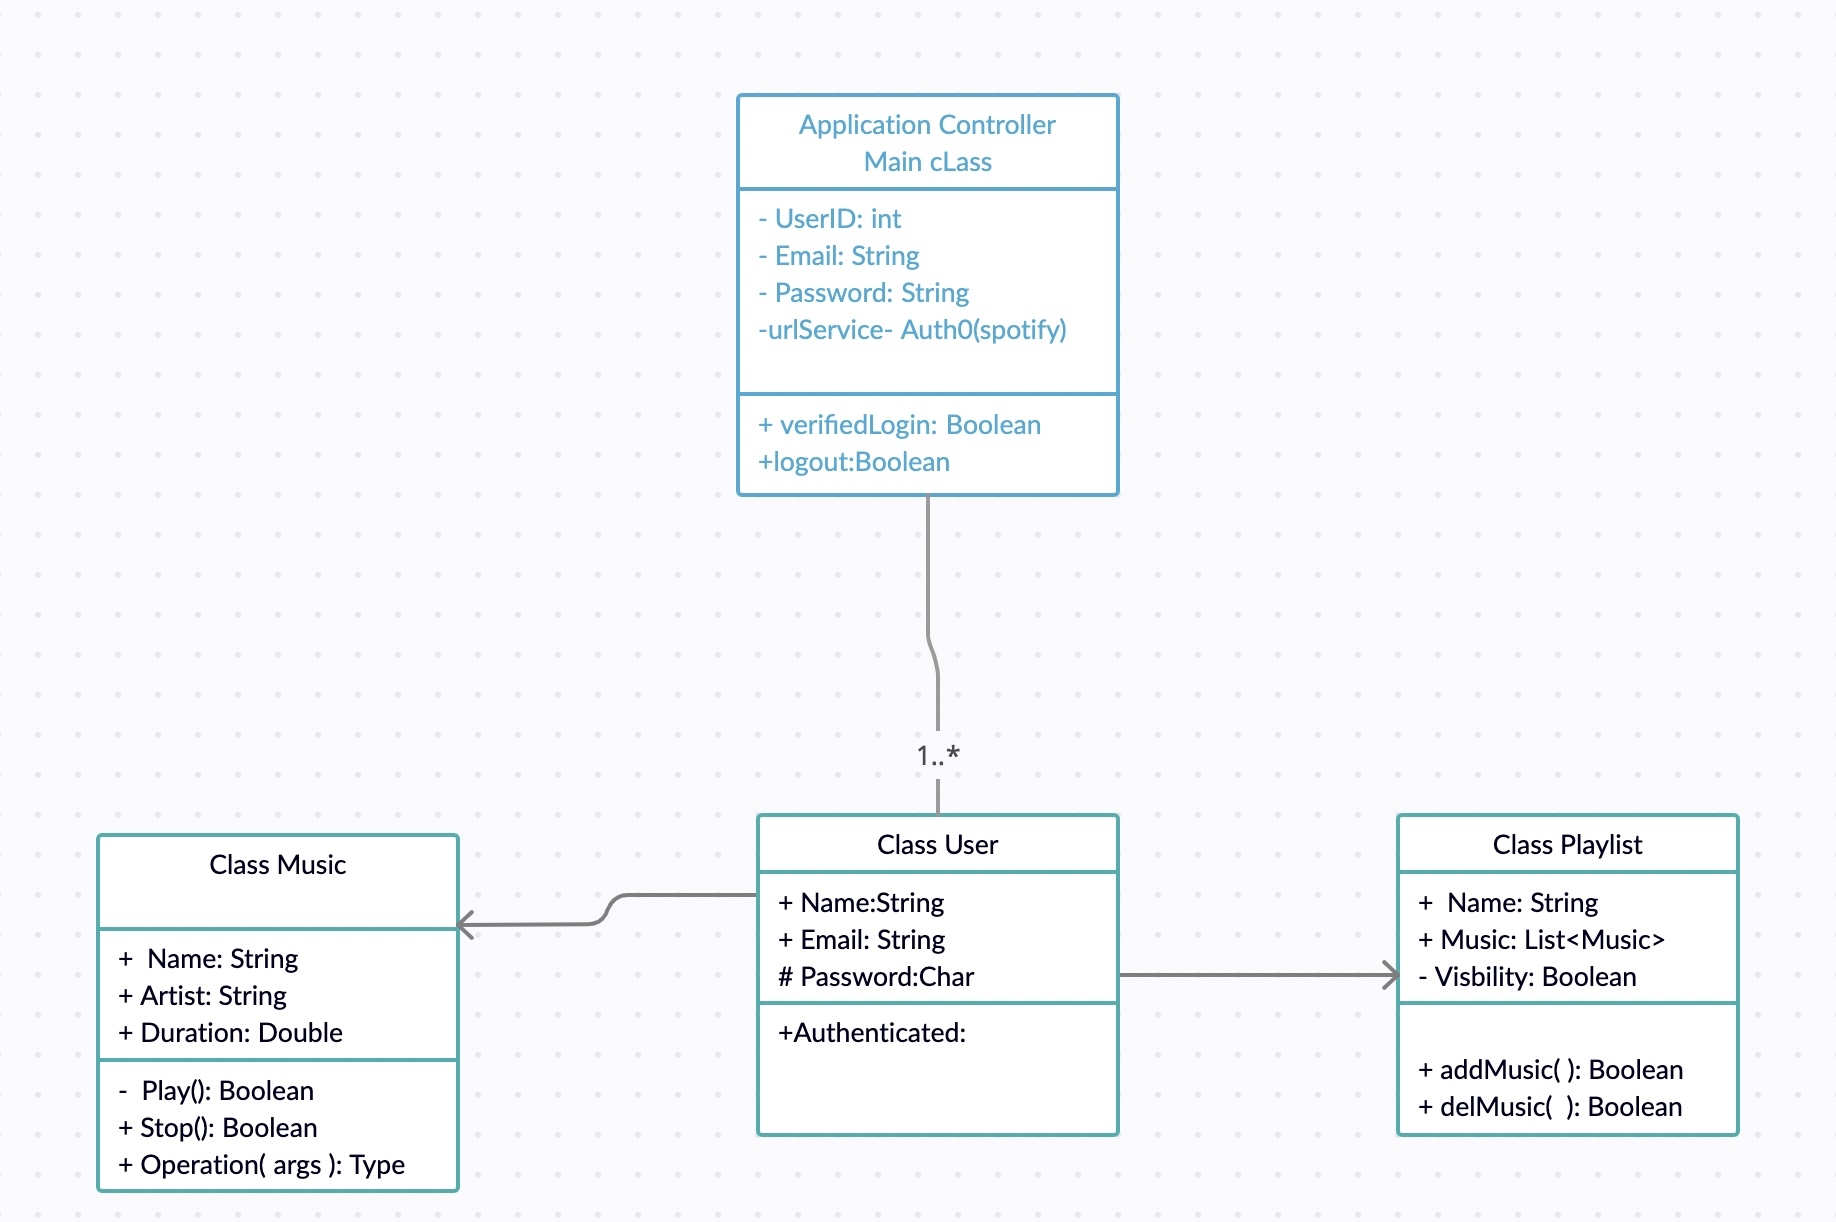 Application Controller
Main cLass
- UserID: int
- Email: String
- Password: String
-urlService- Auth0(spotify)
+ verifiedLogin: Boolean
+logout:Boolean
1..*
Class Music
+  Name: String
+ Artist: String
+ Duration: Double
-  Play(): Boolean
+ Stop(): Boolean
+ Operation( args ): Type
Class User
+ Name:String
+ Email: String
# Password:Char
+Authenticated:
Class Playlist
+  Name: String
+ Music: List<Music>
- Visbility: Boolean
+ addMusic( ): Boolean
+ delMusic(  ): Boolean